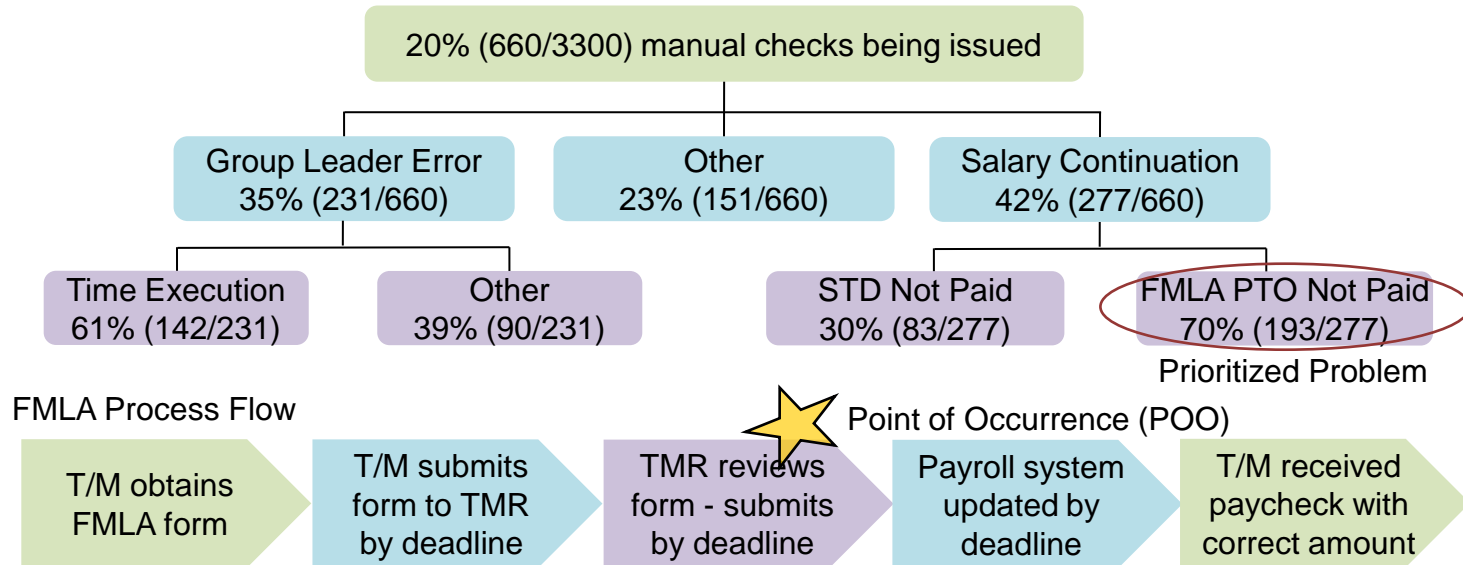 20% (660/3300) manual checks being issued
Group Leader Error
35% (231/660)
Other
23% (151/660)
Salary Continuation
42% (277/660)
Time Execution
61% (142/231)
Other
39% (90/231)
STD Not Paid
30% (83/277)
FMLA PTO Not Paid
70% (193/277)
Prioritized Problem
FMLA Process Flow
Point of Occurrence (POO)
T/M obtains
FMLA form
T/M submits
form to TMR
by deadline
TMR reviews
form - submits
by deadline
Payroll system
updated by
deadline
T/M received
paycheck with
correct amount